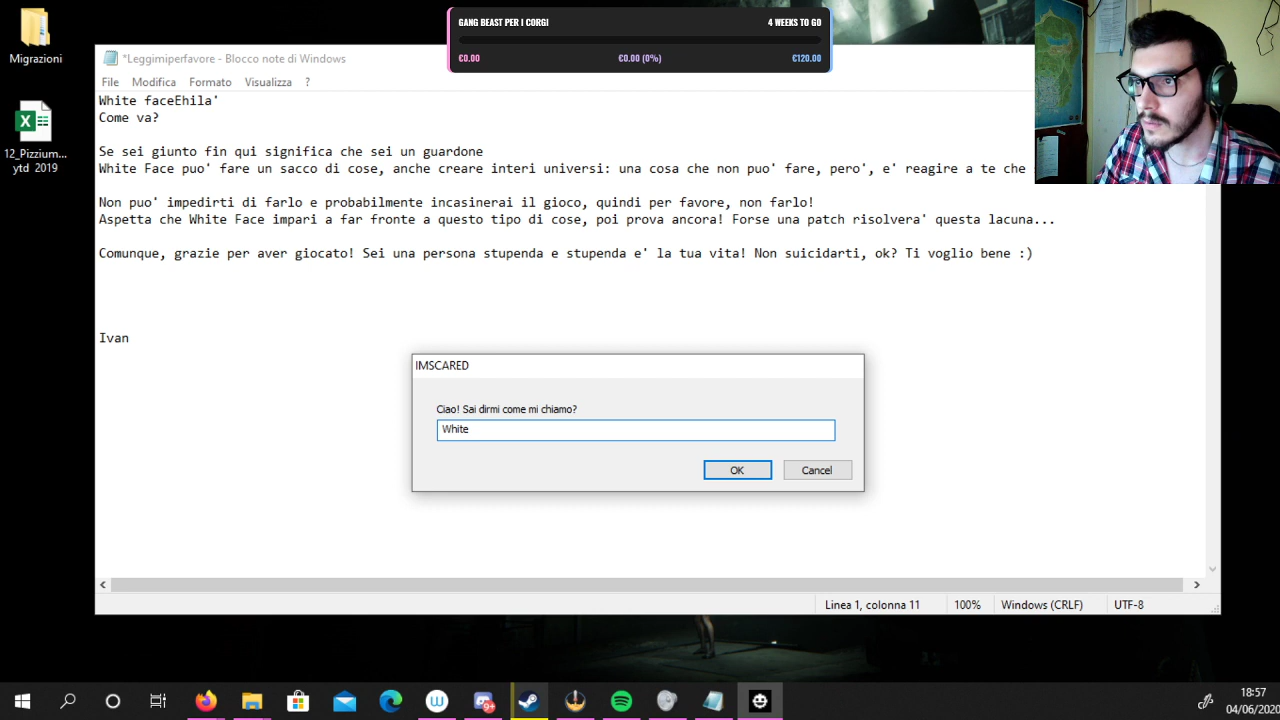 Migrazioni
12_Pizzium...
ytd 2019
GANG BEAST PER I CORGI
4 WEEKS TO GO
€0.00
€0.00 (0%)
€120.00
*Leggimiperfavore - Blocco note di Windows
File Modifica Formato Visualizza ?
White faceEhila'
Come va?
Se sei giunto fin qui significa che sei un guardone
White Face puo' fare un sacco di cose, anche creare interi universi: una cosa che non puo' fare, pero', e' reagire a te che
Non puo' impedirti di farlo e probabilmente incasinerai il gioco, quindi per favore, non farlo!
Aspetta che White Face impari a far fronte a questo tipo di cose, poi prova ancora! Forse una patch risolvera' questa lacuna...
Comunque, grazie per aver giocato! Sei una persona stupenda e stupenda e' la tua vita! Non suicidarti, ok? Ti voglio bene :)
Ivan
IMSCARED
Ciao! Sai dirmi come mi chiamo?
White
OK
Cancel
Linea 1, colonna 11
100%
Windows (CRLF)
UTF-8
18:57
04/06/2020